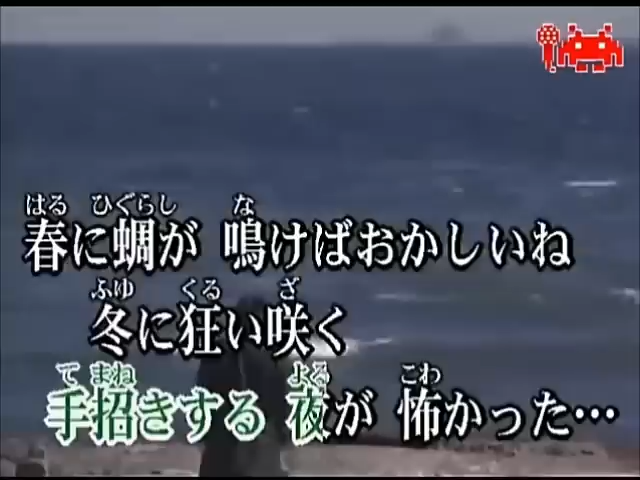 はる ひぐらし な
春に蜩が 鳴けばおかしいね
ふゆ くる ざ
冬に狂い咲く
て まね よる こわ
手招きする 夜が 怖かった…